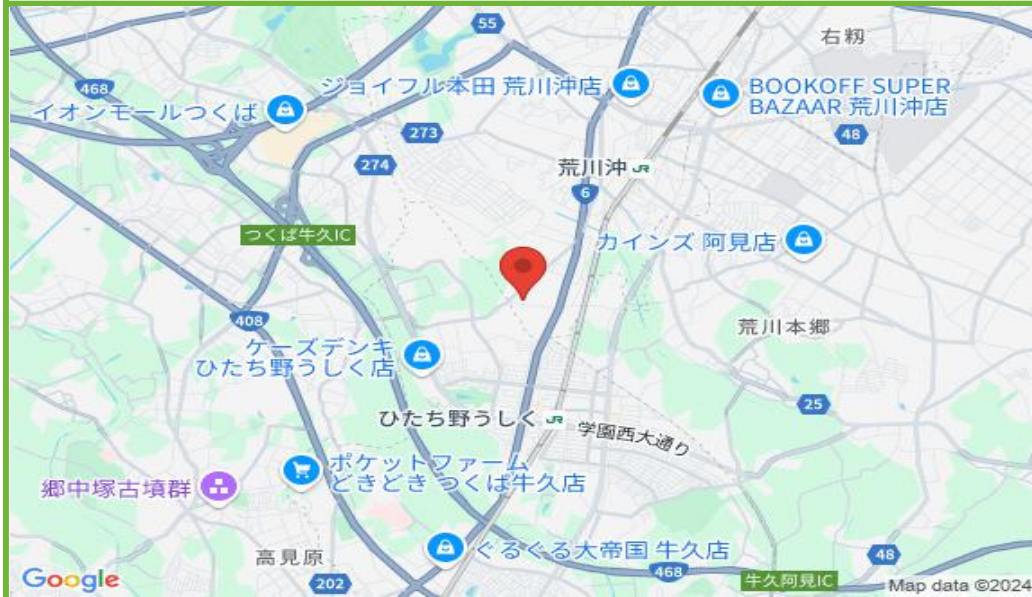 55
右籾
468
ジョイフル本田 荒川沖店
BOOKOFF SUPER
BAZAAR 荒川沖店
イオンモールつくば
273
48
274
荒川沖 JR
6
つくば牛久IC
カインズ 阿見店
408
荒川本郷
ケーズデンキ
ひたち野うしく店
25
ひたち野うしく JR
学園西大通り
ポケットファーム
どきどき つくば牛久店
郷中塚古墳群
高見原
ぐるぐる大帝国 牛久店
48
468
Google
202
牛久阿見IC
Map data ©2024